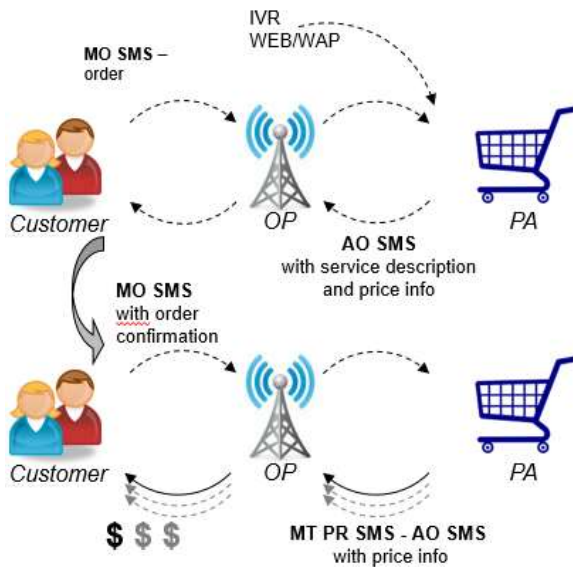 IVR
WEB/WAP
MO SMS –
order
Customer
OP
PA
AO SMS
with service description
and price info
MO SMS
with order
confirmation
Customer
OP
PA
$ $ $
MT PR SMS - AO SMS
with price info